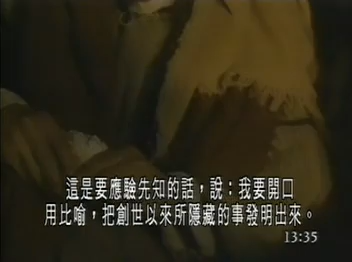 這是要應驗先知的話，說：我要開口
用比喻，把創世以來所隱藏的事發明出來。
13:35